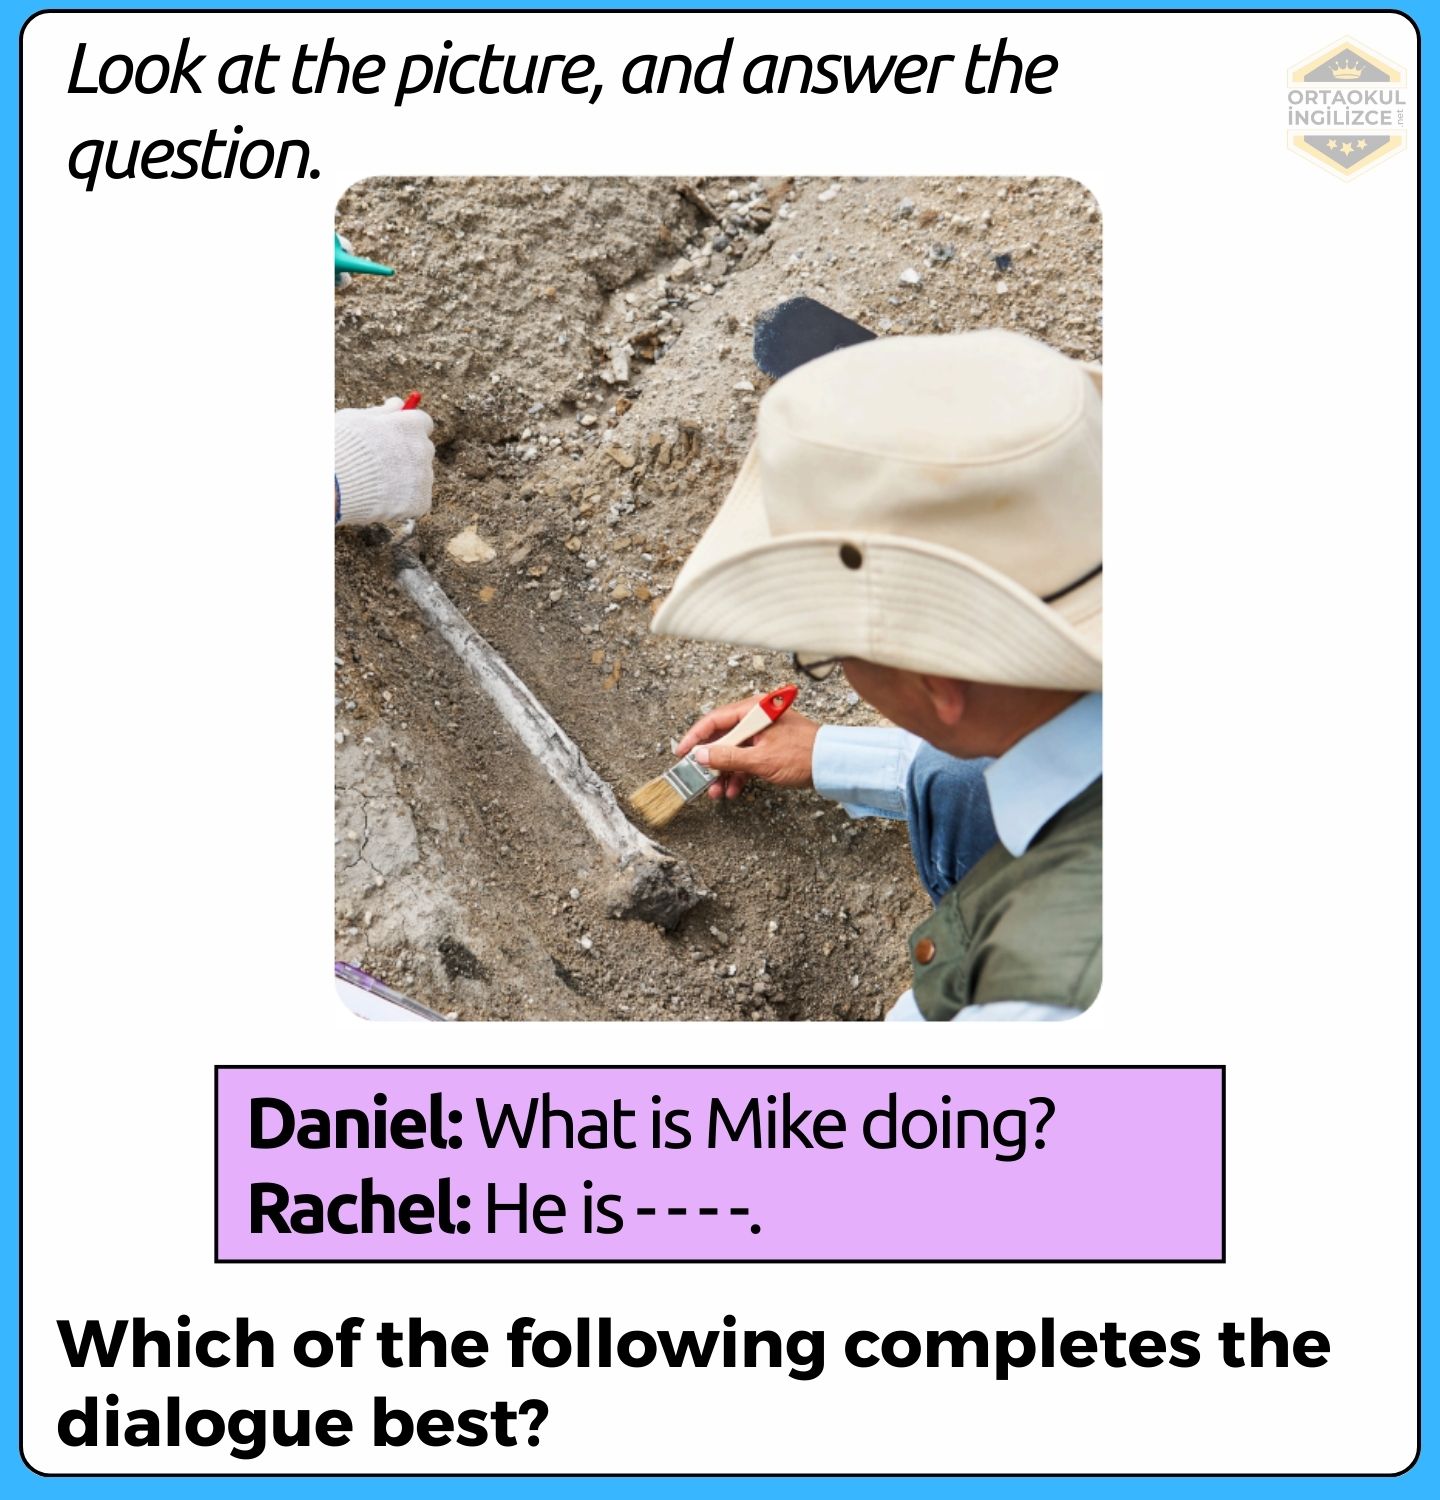 Look at the picture, and answer the
question.
ORTAOKUL
İNGİLİZCE
.net
Daniel: What is Mike doing?
Rachel: He is ----.
Which of the following completes the
dialogue best?